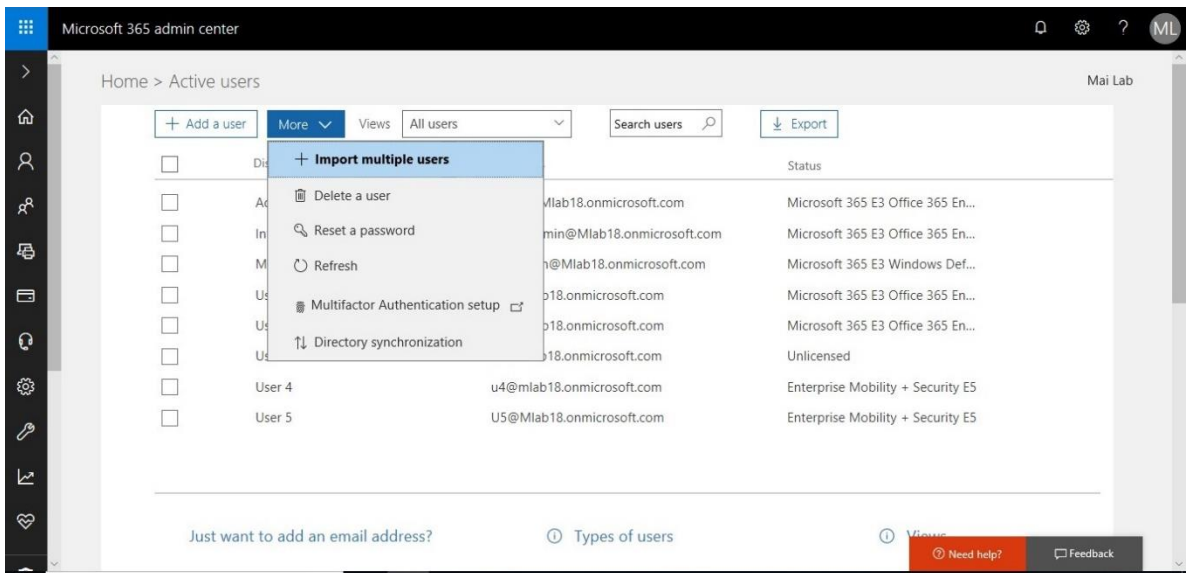 Microsoft 365 admin center
ML
Home > Active users
Mai Lab
Add a user
More
Views
All users
Search users
Export
Import multiple users
Delete a user
Reset a password
Refresh
Multifactor Authentication setup
Directory synchronization
Status
Mlab18.onmicrosoft.com Microsoft 365 E3 Office 365 En...
min@Mlab18.onmicrosoft.com Microsoft 365 E3 Office 365 En...
@Mlab18.onmicrosoft.com Microsoft 365 E3 Windows Def...
18.onmicrosoft.com Microsoft 365 E3 Office 365 En...
18.onmicrosoft.com Microsoft 365 E3 Office 365 En...
18.onmicrosoft.com Unlicensed
User 4 u4@mlab18.onmicrosoft.com Enterprise Mobility + Security E5
User 5 U5@Mlab18.onmicrosoft.com Enterprise Mobility + Security E5
Just want to add an email address?
Types of users
Views
Need help?
Feedback